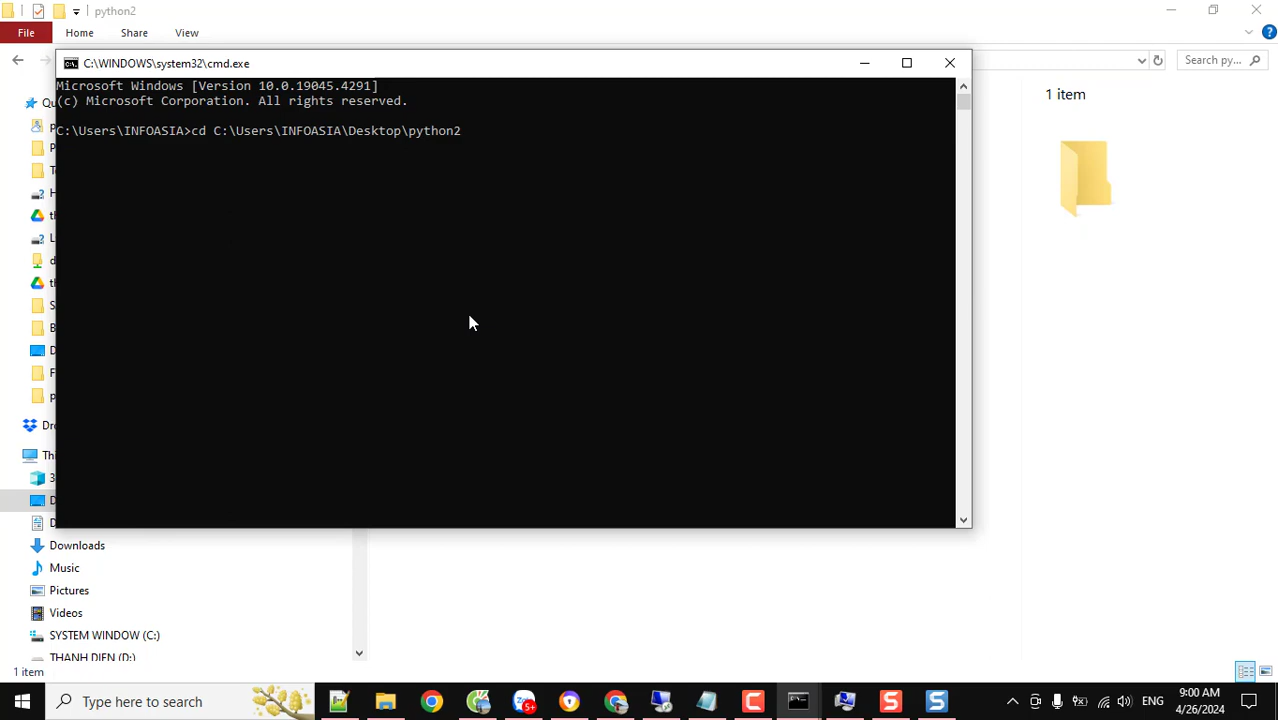 python2
File
Home
Share
View
Search py...
C:\WINDOWS\system32\cmd.exe
Microsoft Windows [Version 10.0.19045.4291]
(c) Microsoft Corporation. All rights reserved.
C:\Users\INFOASIA>cd C:\Users\INFOASIA\Desktop\python2
1 item
Downloads
Music
Pictures
Videos
SYSTEM WINDOW (C:)
THANH DIEN (D:)
1 item
Type here to search
5+
ENG
9:00 AM
4/26/2024